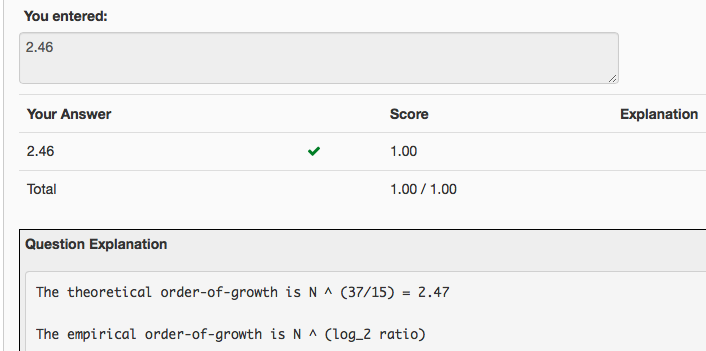 You entered:
2.46
Your Answer Score Explanation
2.46 1.00
Total 1.00 / 1.00
Question Explanation
The theoretical order-of-growth is N ^ (37/15) = 2.47
The empirical order-of-growth is N ^ (log_2 ratio)